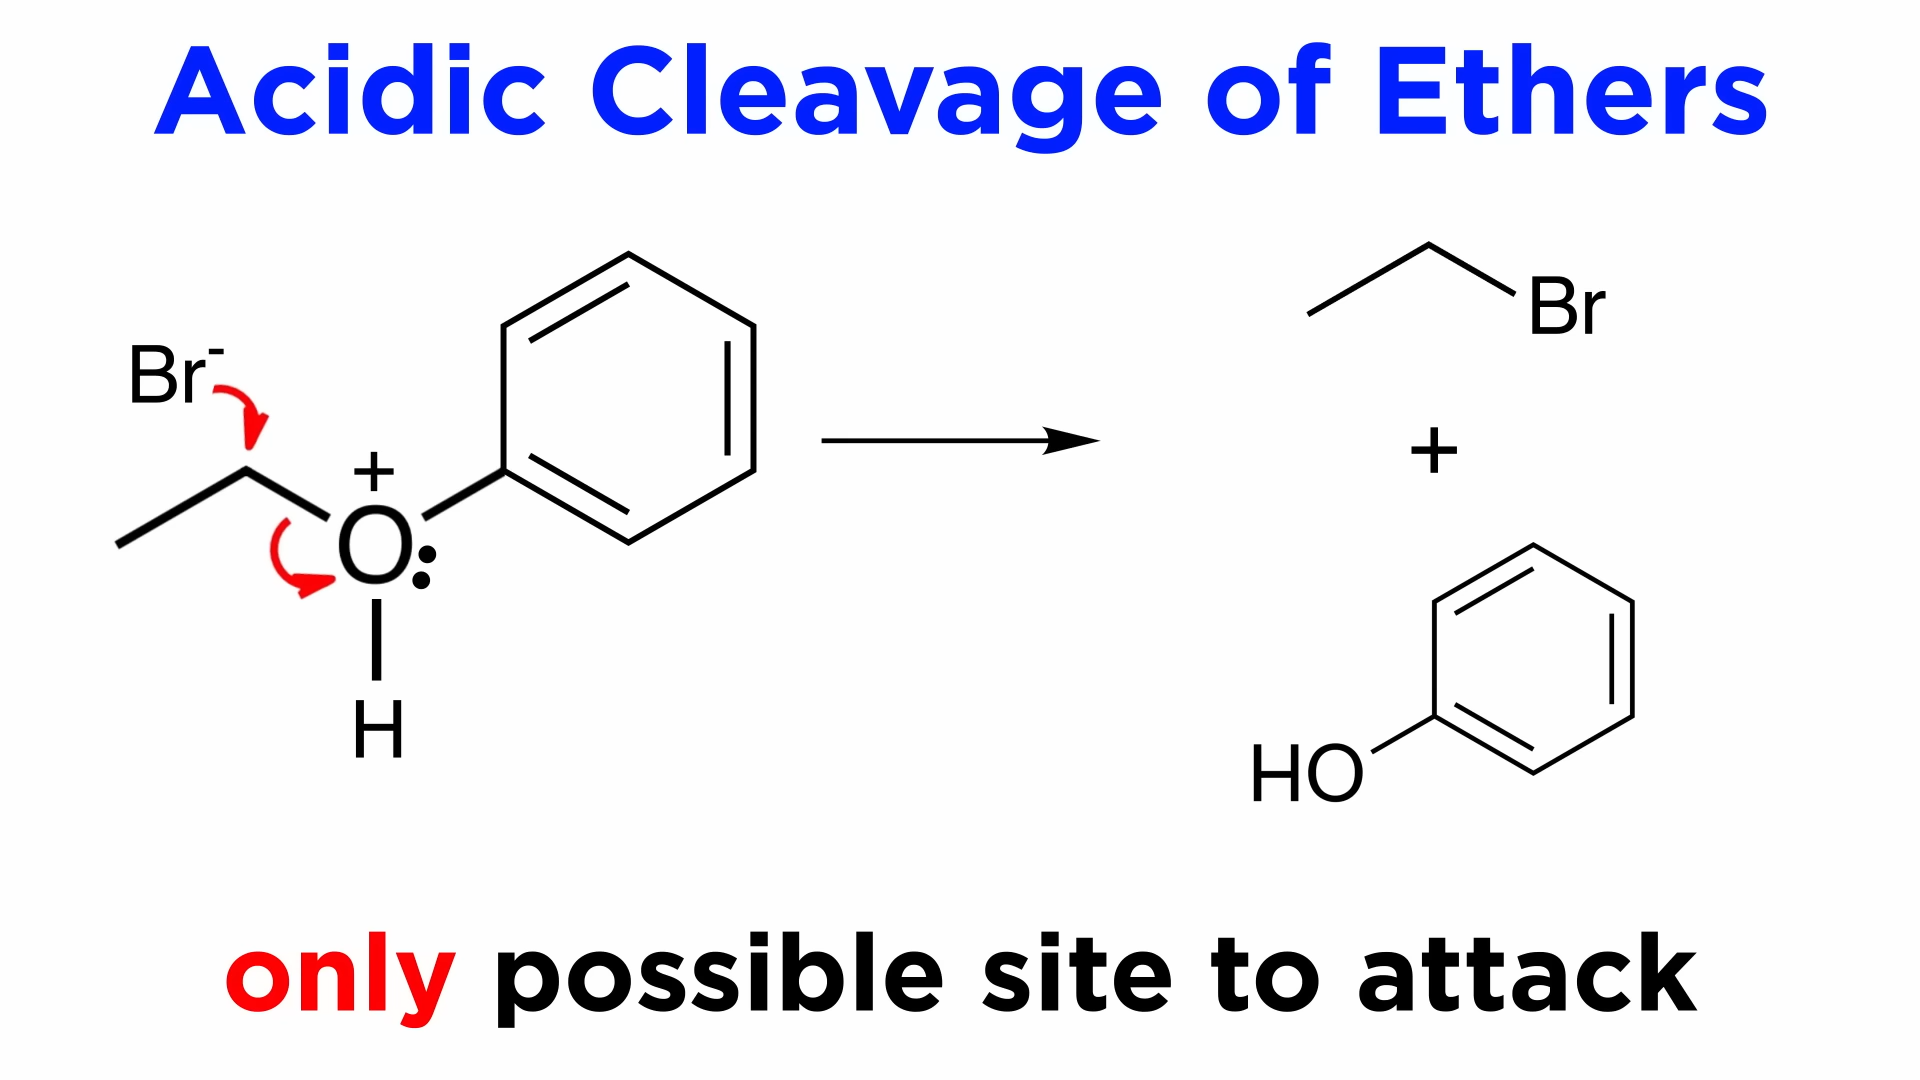 Acidic Cleavage of Ethers
Br
Br-
+
+
O
H
HO
only possible site to attack